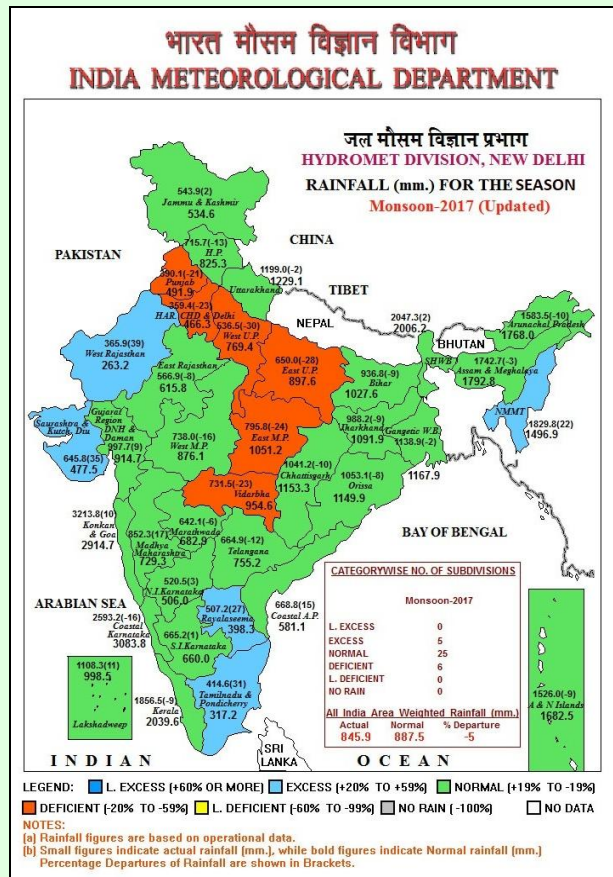 भारत मौसम विज्ञान विभाग
INDIA METEOROLOGICAL DEPARTMENT
जल मौसम विज्ञान प्रभाग
HYDROMET DIVISION, NEW DELHI
RAINFALL (mm.) FOR THE SEASON
Monsoon-2017 (Updated)
543.9(2)
Jammu & Kashmir
534.6
CHINA
715.7(-13)
H.P.
825.3
PAKISTAN
390.1(-21)
Punjab
491.9
1199.0(-2)
1229.1
Uttarakhand
TIBET
359.4(-23)
HAR. CHD & Delhi
466.3
536.5(-30)
West U.P.
769.4
NEPAL
2047.3(2)
2006.2
SHWB
BHUTAN
1583.5(-10)
Arunachal Pradesh
1768.0
365.9(39)
West Rajasthan
263.2
East Rajasthan
566.9(-8)
615.8
650.0(-28)
East U.P.
897.6
936.8(-9)
Bihar
1027.6
1742.7(-3)
Assam & Meghalaya
1792.8
NMMT
1829.8(22)
1496.9
Saurashtra &
Kutch, Diu
645.8(35)
477.5
Gujarat
Region
DNH &
Daman
997.7(9)
914.7
738.0(-16)
West M.P.
876.1
795.8(-24)
East M.P.
1051.2
988.2(-9)
Jharkhand
1091.9
Gangetic W.B.
1138.9(-2)
1167.9
1041.2(-10)
Chhattisgarh
1153.3
1053.1(-8)
Orissa
1149.9
731.5(-23)
Vidarbha
954.6
3213.8(10)
Konkan
& Goa
2914.7
852.3(17)
Madhya
Maharashtra
729.3
642.1(-6)
Marathwada
682.9
664.9(-12)
Telangana
755.2
BAY OF BENGAL
ARABIAN SEA
520.5(3)
N.I.Karnataka
506.0
2593.2(-16)
Coastal
Karnataka
3083.8
507.2(27)
Rayalaseema
398.3
668.8(15)
Coastal A.P.
581.1
665.2(1)
S.I.Karnataka
660.0
414.6(31)
Tamilnadu &
Pondicherry
317.2
1856.5(-9)
Kerala
2039.6
1108.3(11)
998.5
Lakshadweep
1526.0(-9)
A & N Islands
1682.5
CATEGORYWISE NO. OF SUBDIVISIONS
Monsoon-2017
L. EXCESS 0
EXCESS 5
NORMAL 25
DEFICIENT 6
L. DEFICIENT 0
NO RAIN 0
All India Area Weighted Rainfall (mm.)
Actual Normal % Departure
845.9 887.5 -5
SRI
LANKA
INDIAN OCEAN
LEGEND: L. EXCESS (+60% OR MORE) EXCESS (+20% TO +59%) NORMAL (+19% TO -19%)
DEFICIENT (-20% TO -59%) L. DEFICIENT (-60% TO -99%) NO RAIN (-100%) NO DATA
NOTES:
(a) Rainfall figures are based on operational data.
(b) Small figures indicate actual rainfall (mm.), while bold figures indicate Normal rainfall (mm.)
Percentage Departures of Rainfall are shown in Brackets.